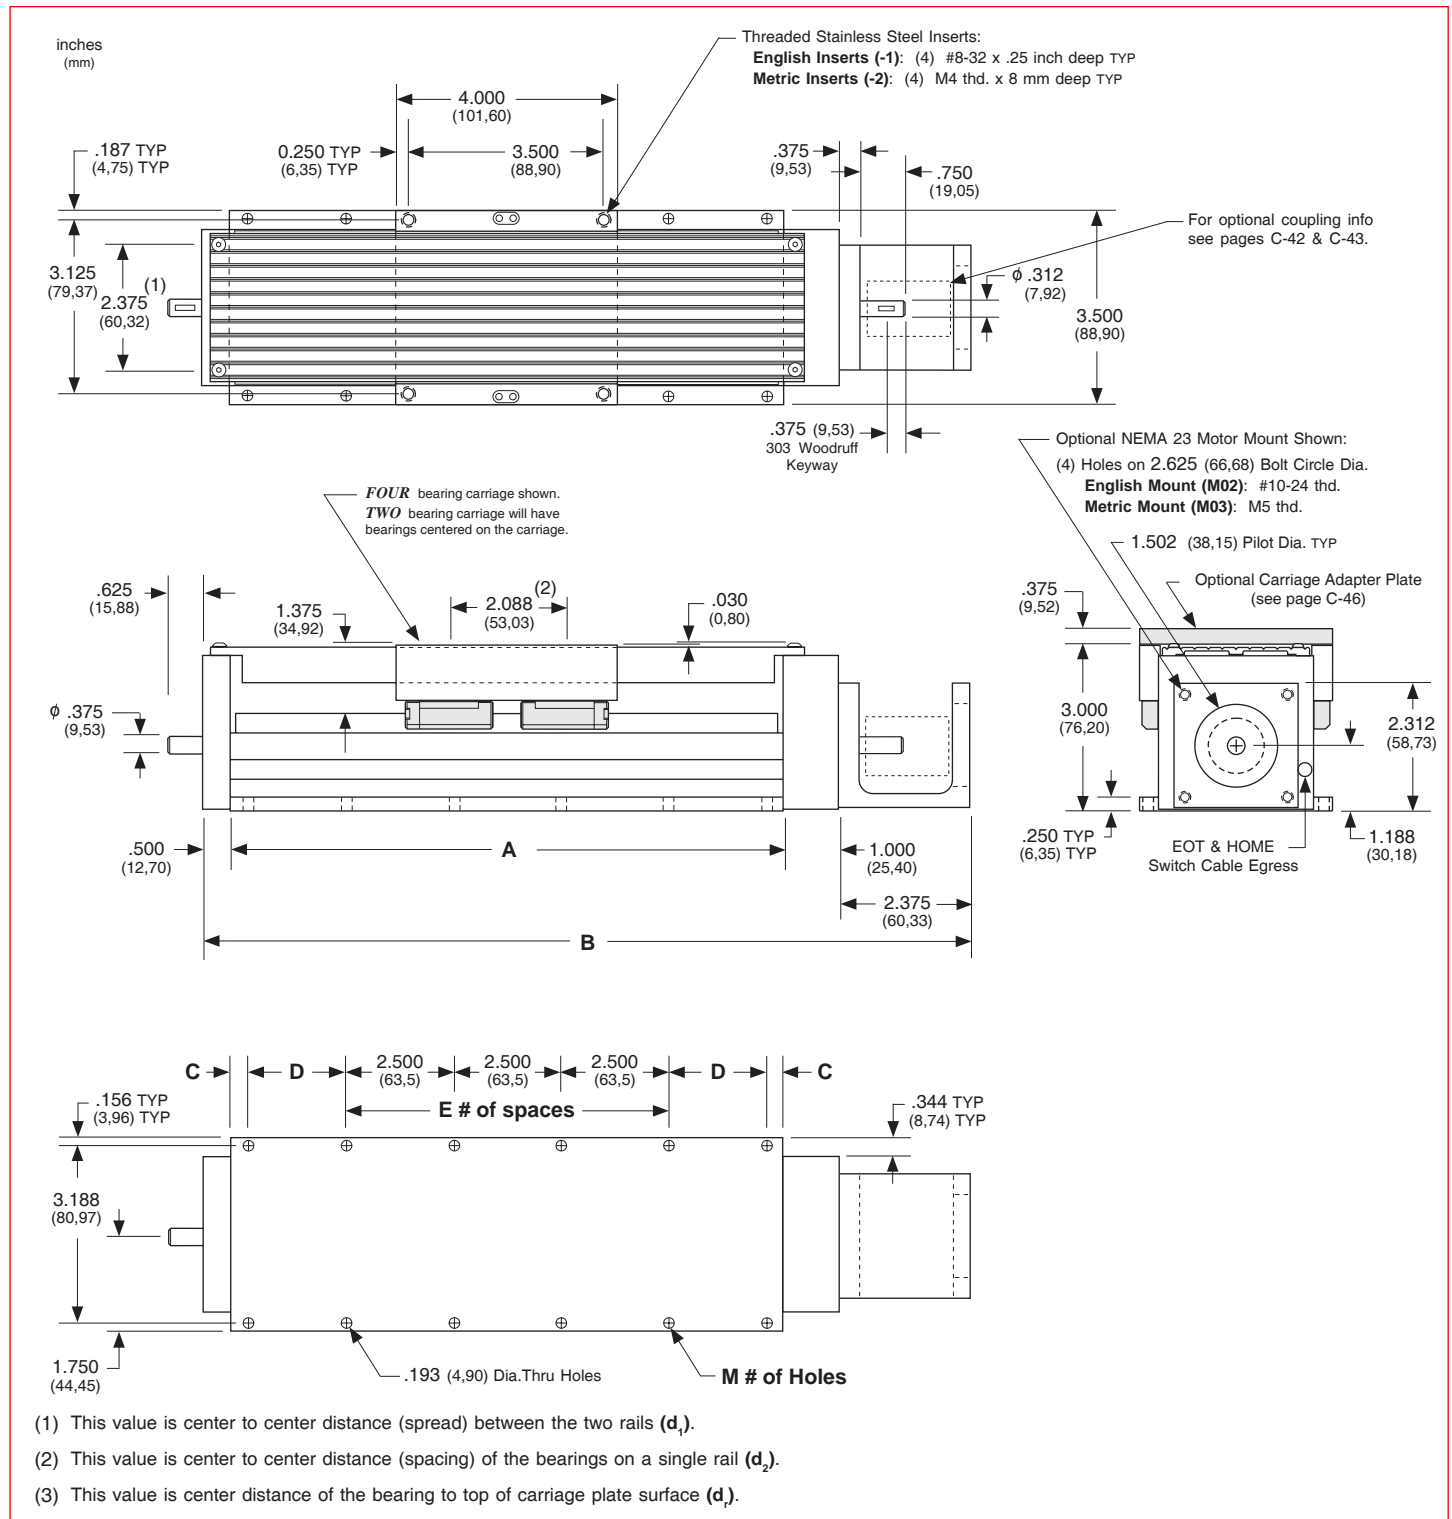 inches
(mm)
Threaded Stainless Steel Inserts:
English Inserts (-1): (4) #8-32 x .25 inch deep TYP
Metric Inserts (-2): (4) M4 thd. x 8 mm deep TYP
4.000
(101,60)
.187 TYP
(4,75) TYP
0.250 TYP
(6,35) TYP
3.500
(88,90)
.375
(9,53)
.750
(19,05)
For optional coupling info
see pages C-42 & C-43.
3.125
(79,37)
2.375
(60,32)
(1)
ϕ .312
(7,92)
3.500
(88,90)
.375 (9,53)
303 Woodruff
Keyway
Optional NEMA 23 Motor Mount Shown:
(4) Holes on 2.625 (66,68) Bolt Circle Dia.
English Mount (M02): #10-24 thd.
Metric Mount (M03): M5 thd.
FOUR bearing carriage shown.
TWO bearing carriage will have
bearings centered on the carriage.
1.502 (38,15) Pilot Dia. TYP
.625
(15,88)
1.375
(34,92)
(2)
2.088
(53,03)
.030
(0,80)
.375
(9,52)
Optional Carriage Adapter Plate
(see page C-46)
ϕ .375
(9,53)
3.000
(76,20)
2.312
(58,73)
.500
(12,70)
A
1.000
(25,40)
.250 TYP
(6,35) TYP
EOT & HOME
Switch Cable Egress
1.188
(30,18)
2.375
(60,33)
B
C
D
2.500
(63,5)
2.500
(63,5)
2.500
(63,5)
D
C
E # of spaces
.156 TYP
(3,96) TYP
.344 TYP
(8,74) TYP
3.188
(80,97)
1.750
(44,45)
.193 (4,90) Dia.Thru Holes
M # of Holes
(1) This value is center to center distance (spread) between the two rails (d1).
(2) This value is center to center distance (spacing) of the bearings on a single rail (d2).
(3) This value is center distance of the bearing to top of carriage plate surface (dr).